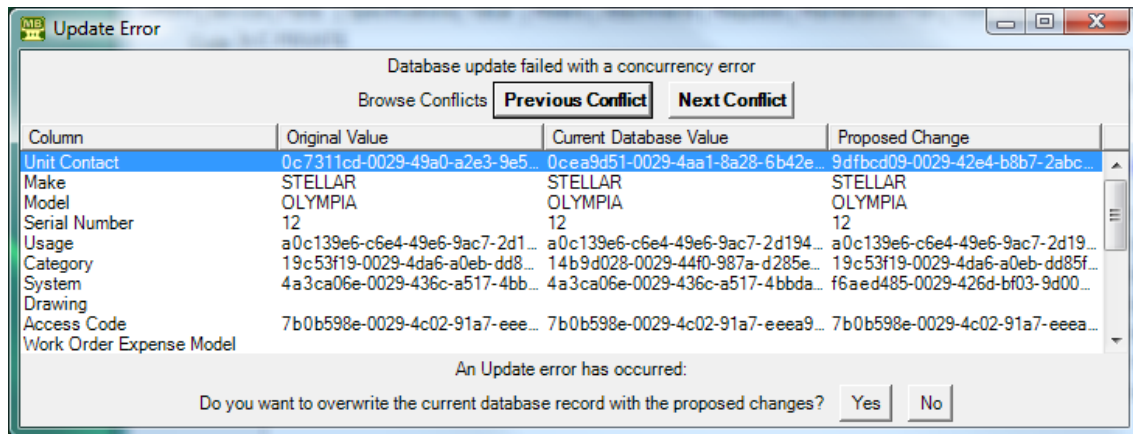 MB Update Error
Database update failed with a concurrency error
Browse Conflicts Previous Conflict Next Conflict
Column Original Value Current Database Value Proposed Change
Unit Contact 0c7311cd-0029-49a0-a2e3-9e5... 0cea9d51-0029-4aa1-8a28-6b42e... 9dfbcd09-0029-42e4-b8b7-2abc...
Make STELLAR STELLAR STELLAR
Model OLYMPIA OLYMPIA OLYMPIA
Serial Number 12 12 12
Usage a0c139e6-c6e4-49e6-9ac7-2d1... a0c139e6-c6e4-49e6-9ac7-2d194... a0c139e6-c6e4-49e6-9ac7-2d19...
Category 19c53f19-0029-4da6-a0eb-dd8... 14b9d028-0029-44f0-987a-d285e... 19c53f19-0029-4da6-a0eb-dd85f...
System 4a3ca06e-0029-436c-a517-4bb... 4a3ca06e-0029-436c-a517-4bbda... f6aed485-0029-426d-bf03-9d00...
Drawing
Access Code 7b0b598e-0029-4c02-91a7-eee... 7b0b598e-0029-4c02-91a7-eeea9... 7b0b598e-0029-4c02-91a7-eeea...
Work Order Expense Model
An Update error has occurred:
Do you want to overwrite the current database record with the proposed changes? Yes No